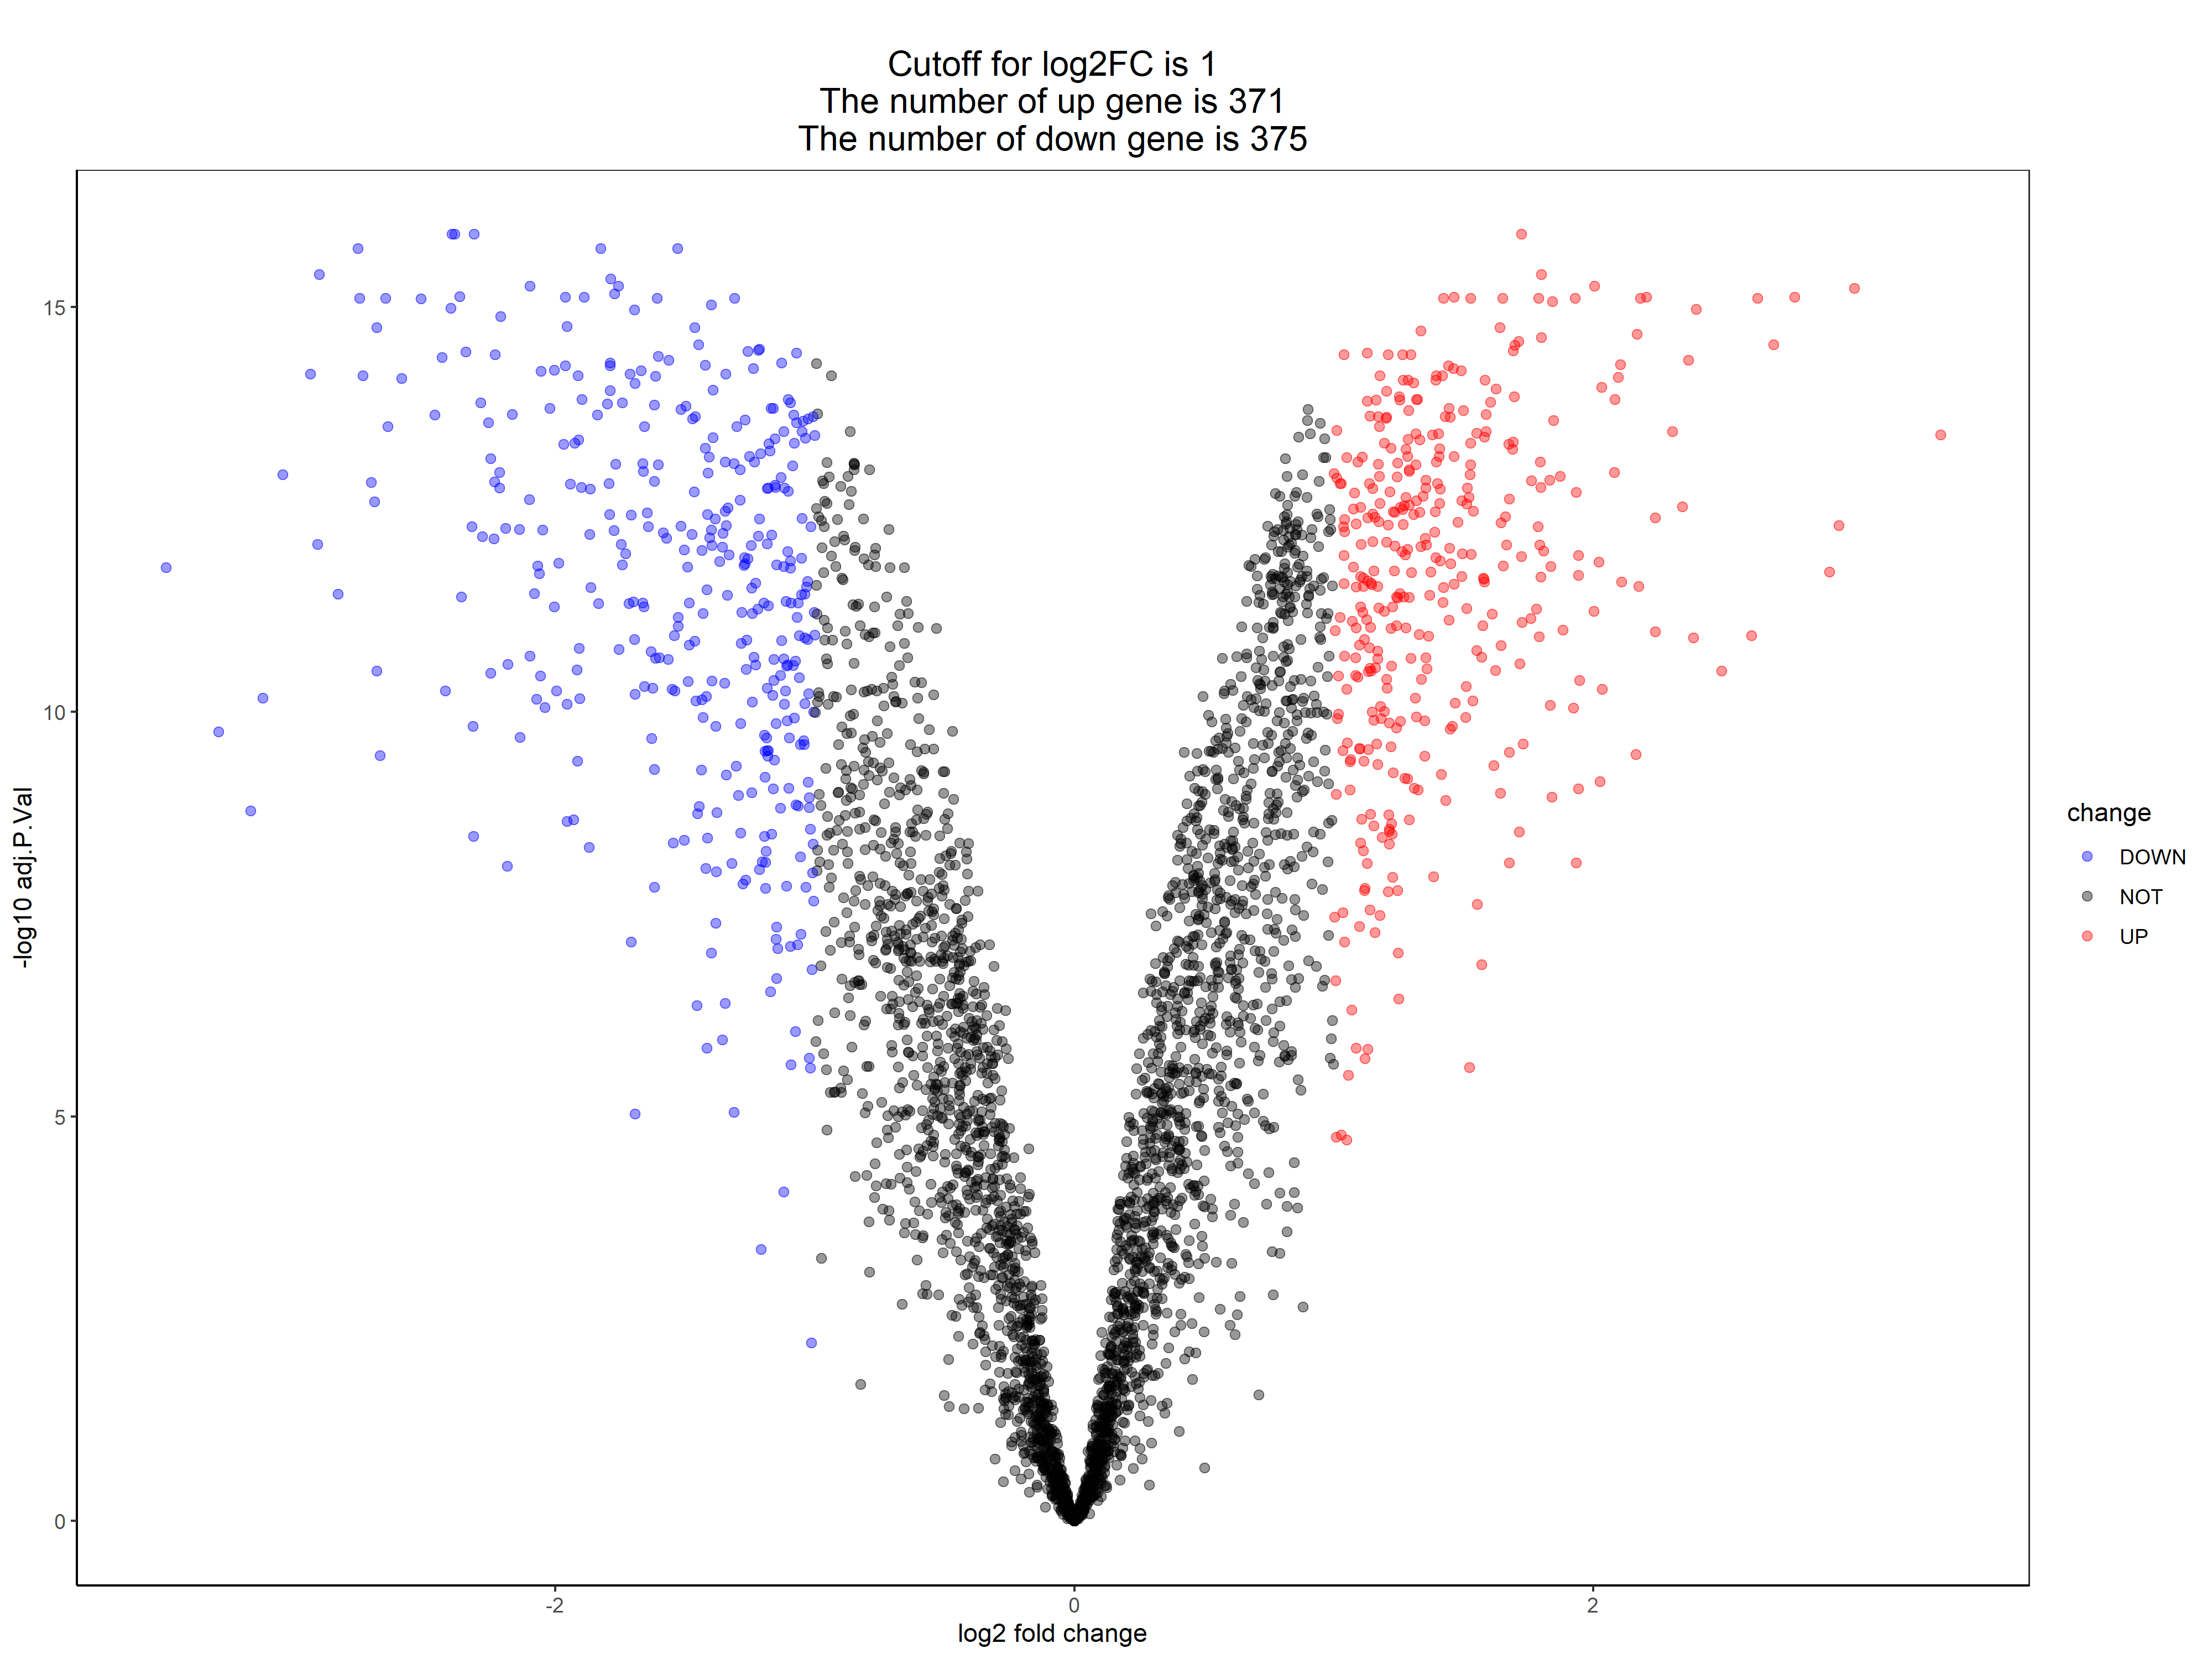 Cutoff for log2FC is 1
The number of up gene is 371
The number of down gene is 375
15
10
5
0
-log10 adj.P.Val
-2
0
2
log2 fold change
change
DOWN
NOT
UP